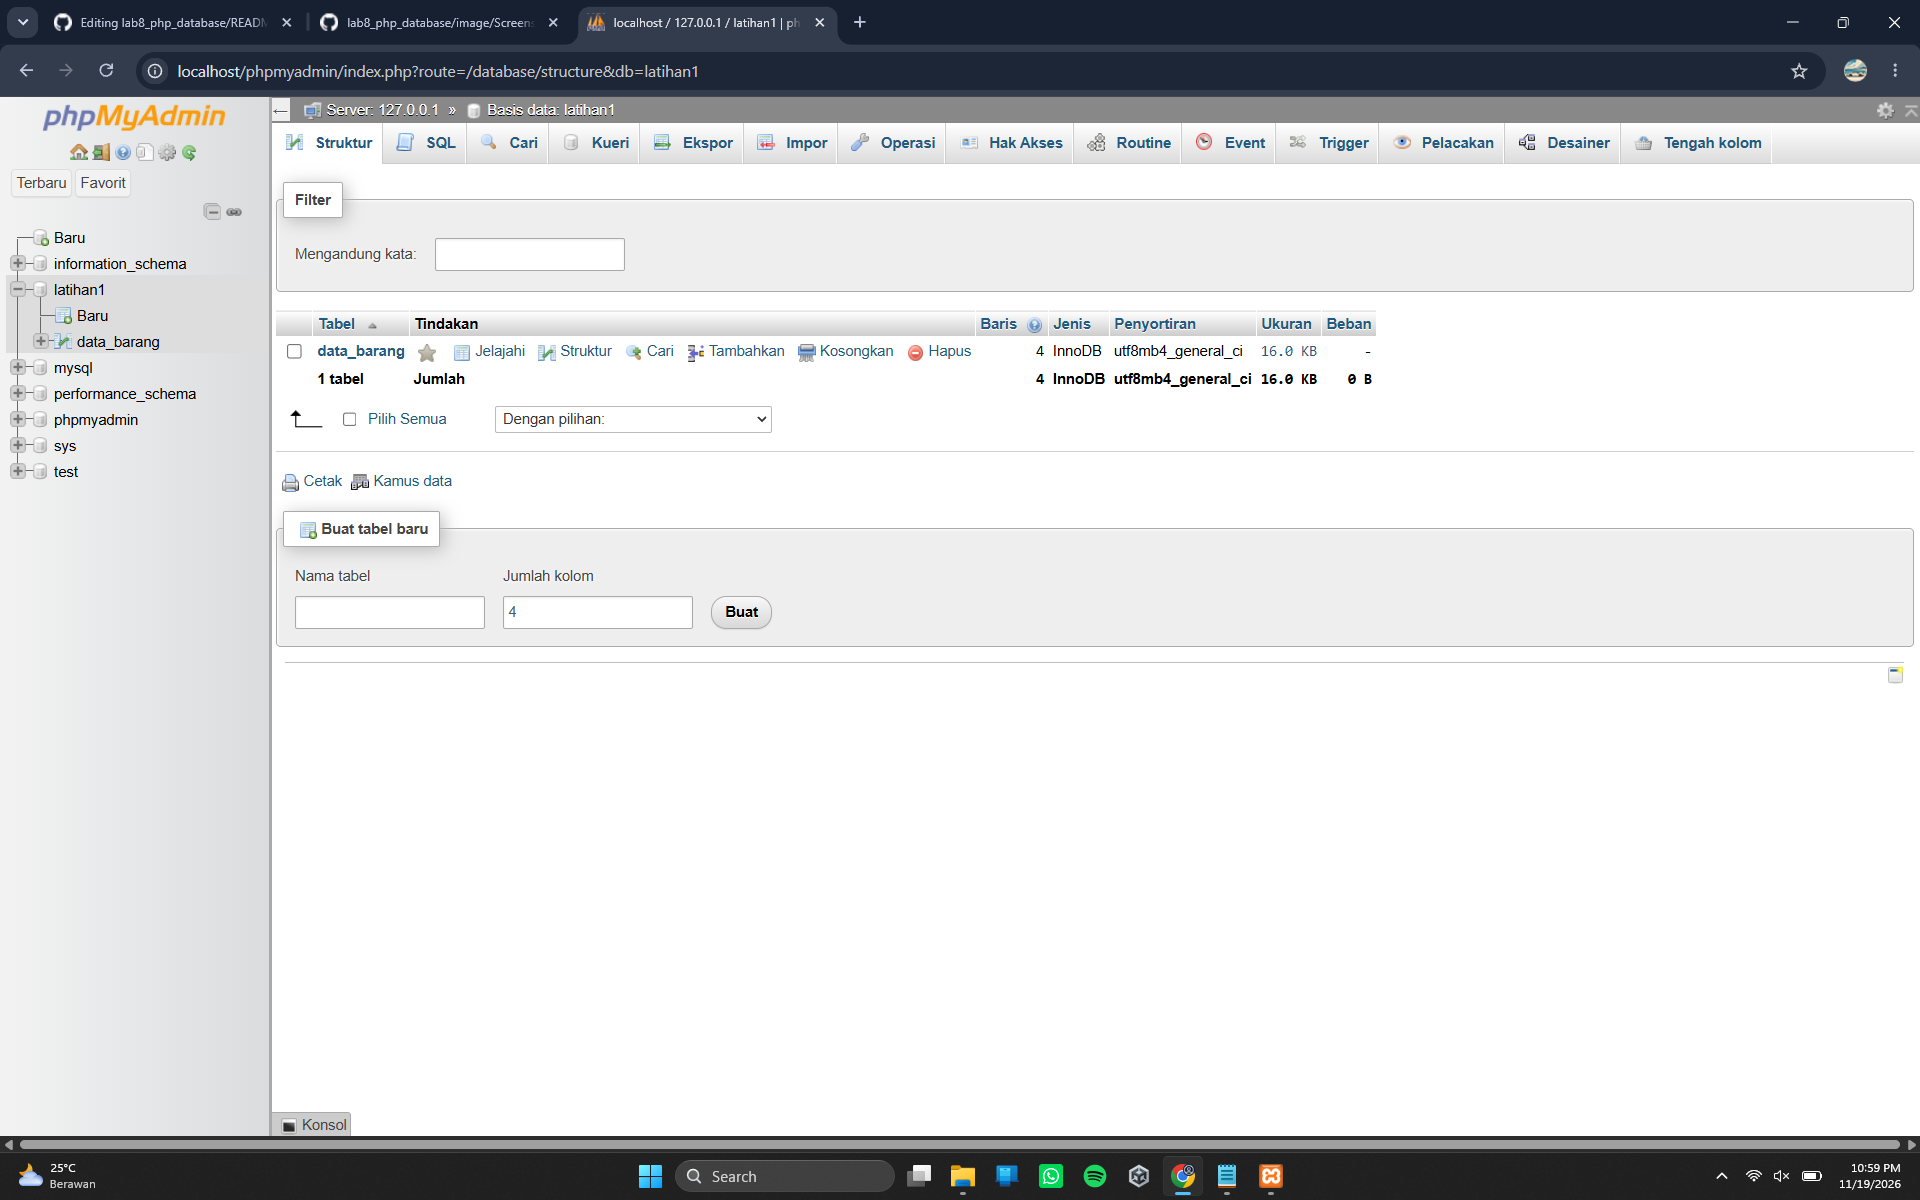 Editing lab8_php_database/READM
lab8_php_database/image/Screens
localhost / 127.0.0.1 / latihan1 | ph
localhost/phpmyadmin/index.php?route=/database/structure&db=latihan1
phpMyAdmin
Terbaru
Favorit
Baru
information_schema
latihan1
Baru
data_barang
mysql
performance_schema
phpmyadmin
sys
test
Server: 127.0.0.1 » Basis data: latihan1
Struktur SQL Cari Kueri Ekspor Impor Operasi Hak Akses Routine Event Trigger Pelacakan Desainer Tengah kolom
Filter
Mengandung kata:
Tabel Tindakan Baris Jenis Penyortiran Ukuran Beban
data_barang Jelajahi Struktur Cari Tambahkan Kosongkan Hapus 4 InnoDB utf8mb4_general_ci 16.0 KB -
1 tabel Jumlah 4 InnoDB utf8mb4_general_ci 16.0 KB 0 B
Pilih Semua Dengan pilihan:
Cetak Kamus data
Buat tabel baru
Nama tabel Jumlah kolom
4 Buat
Konsol
25°C
Berawan
Search
10:59 PM
11/19/2026